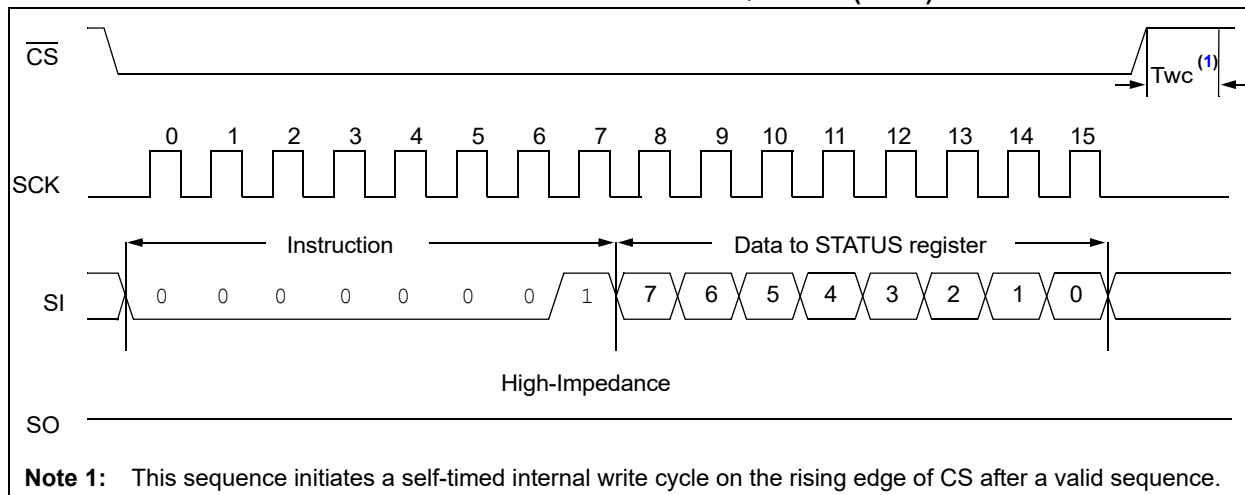 CS
Twc (1)
0 1 2 3 4 5 6 7 8 9 10 11 12 13 14 15
SCK
Instruction Data to STATUS register
SI 0 0 0 0 0 0 0 1 7 6 5 4 3 2 1 0
High-Impedance
SO
Note 1: This sequence initiates a self-timed internal write cycle on the rising edge of CS after a valid sequence.